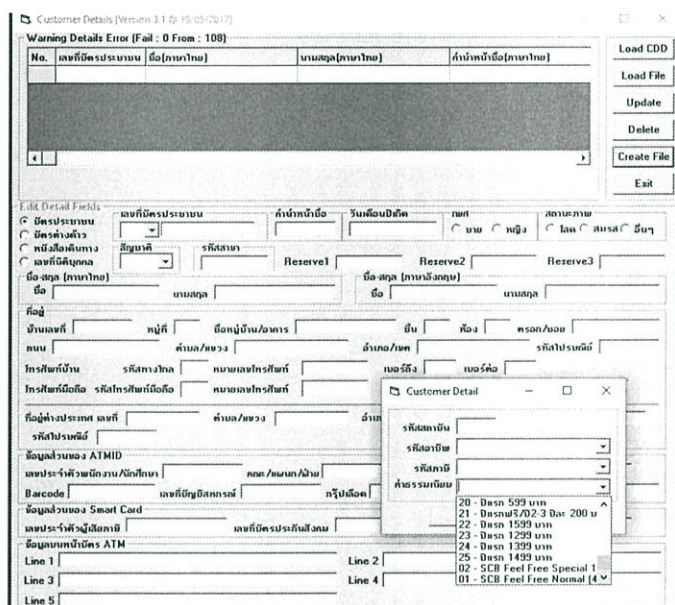 Customer Details [Version 3.1 @ 19/05/2017]
Warning Details Error (Fail : 0 From : 108)
No. เลขที่บัตรประชาชน ชื่อ(ภาษาไทย) นามสกุล(ภาษาไทย) คำนำหน้าชื่อ(ภาษาไทย)
Load CDD
Load File
Update
Delete
Create File
Exit
Edit Detail Fields
บัตรประชาชน
บัตรต่างด้าว
หนังสือเดินทาง
เลขที่นิติบุคคล
เลขที่บัตรประชาชน คำนำหน้าชื่อ วันเดือนปีเกิด เพศ สถานะภาพ
ชาย หญิง โสด สมรส อื่นๆ
สัญชาติ รหัสสาขา
Reserve1 Reserve2 Reserve3
ชื่อ-สกุล (ภาษาไทย) ชื่อ-สกุล (ภาษาอังกฤษ)
ชื่อ นามสกุล ชื่อ นามสกุล
ที่อยู่
บ้านเลขที่ หมู่ที่ ชื่อหมู่บ้าน/อาคาร ชั้น ห้อง ตรอก/ซอย
ถนน ตำบล/แขวง อำเภอ/เขต รหัสไปรษณีย์
โทรศัพท์บ้าน รหัสทางไกล หมายเลขโทรศัพท์ เบอร์ถึง เบอร์ต่อ
โทรศัพท์มือถือ รหัสโทรศัพท์มือถือ หมายเลขโทรศัพท์
ที่อยู่ต่างประเทศ เลขที่ ตำบล/แขวง
รหัสไปรษณีย์
ข้อมูลส่วนของ ATMID
เลขประจำตัวพนักงาน/นักศึกษา คณะ/แผนก/ฝ่าย
Barcode เลขที่บัญชีสหกรณ์ กรุ๊ปเลือด
ข้อมูลส่วนของ Smart Card
เลขประจำตัวผู้เสียภาษี เลขที่บัตรประกันสังคม
ข้อมูลบนหน้าบัตร ATM
Line 1 Line 2
Line 3 Line 4
Line 5
Customer Detail
รหัสสถาบัน
รหัสอาชีพ
รหัสภาษี
ค่าธรรมเนียม
20 - ปีแรก 599 บาท
21 - ปีแรกฟรี/ปี2-3 ปีละ 200 บ
22 - ปีแรก 1599 บาท
23 - ปีแรก 1299 บาท
24 - ปีแรก 1399 บาท
25 - ปีแรก 1499 บาท
02 - SCB Feel Free Special 1
01 - SCB Feel Free Normal (4